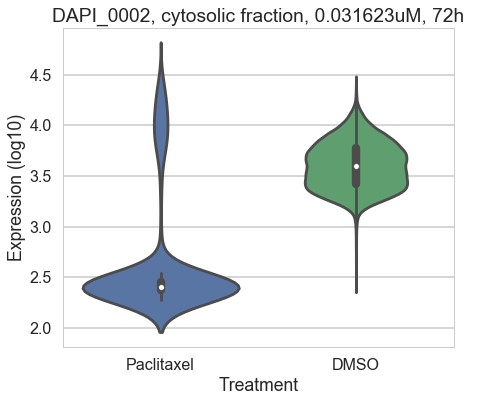 DAPI_0002, cytosolic fraction, 0.031623uM, 72h
Expression (log10)
4.5
4.0
3.5
3.0
2.5
2.0
Paclitaxel DMSO
Treatment